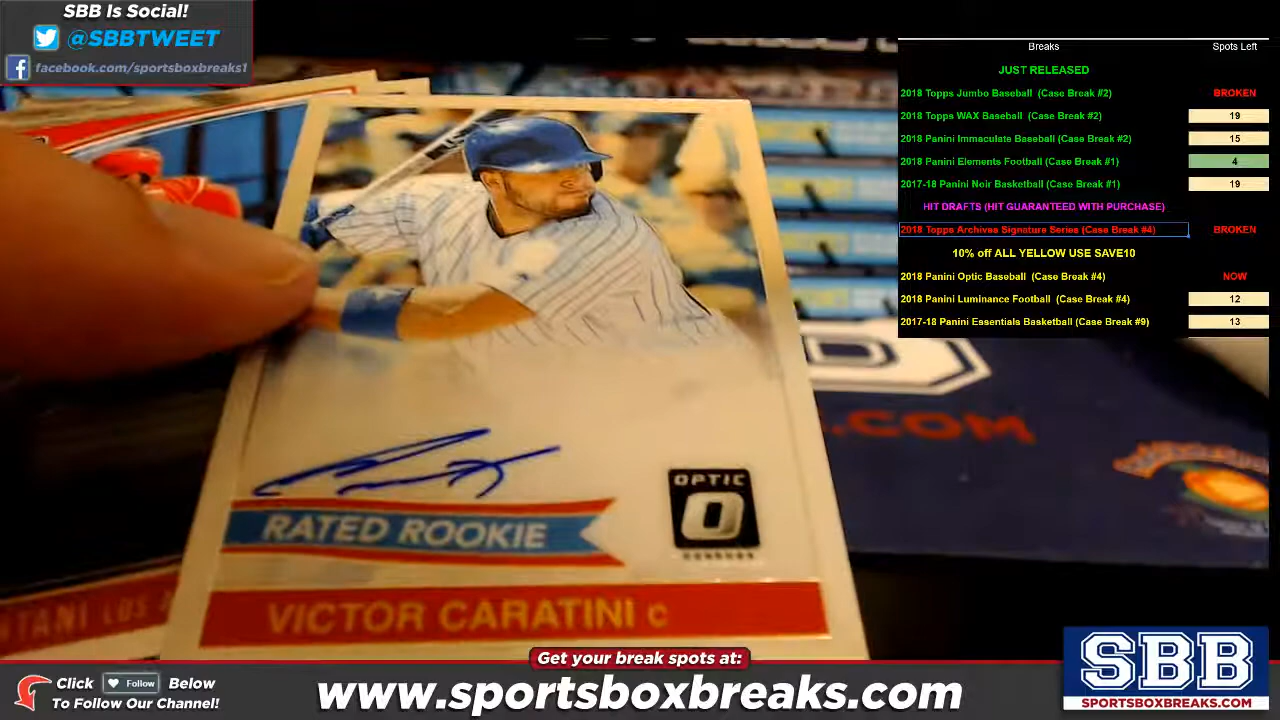 SBB Is Social!
@SBBTWEET
facebook.com/sportsboxbreaks1
Breaks Spots Left
JUST RELEASED
2018 Topps Jumbo Baseball (Case Break #2) BROKEN
2018 Topps WAX Baseball (Case Break #2) 19
2018 Panini Immaculate Baseball (Case Break #2) 15
2018 Panini Elements Football (Case Break #1) 4
2017-18 Panini Noir Basketball (Case Break #1) 19
HIT DRAFTS (HIT GUARANTEED WITH PURCHASE)
2018 Topps Archives Signature Series (Case Break #4) BROKEN
10% off ALL YELLOW USE SAVE10
2018 Panini Optic Baseball (Case Break #4) NOW
2018 Panini Luminance Football (Case Break #4) 12
2017-18 Panini Essentials Basketball (Case Break #9) 13
OPTIC
RATED ROOKIE
DONRUSS
VICTOR CARATINI C
TANI LOS
.COM
Get your break spots at:
Click Follow Below
To Follow Our Channel!
www.sportsboxbreaks.com
SBB
SPORTSBOXBREAKS.COM